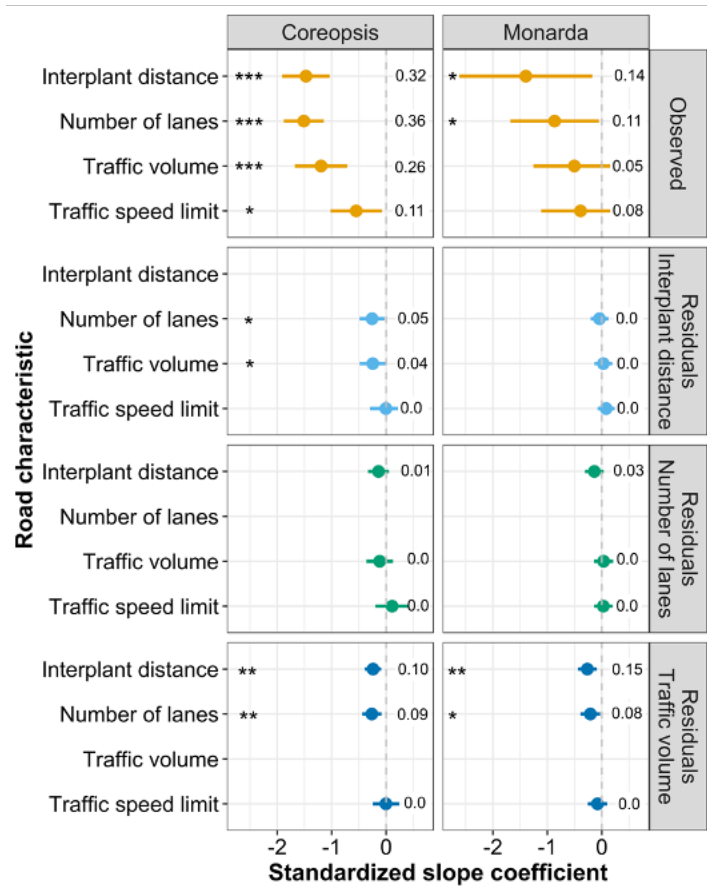 Coreopsis Monarda
Interplant distance *** 0.32 * 0.14
Number of lanes *** 0.36 * 0.11
Traffic volume *** 0.26 0.05
Traffic speed limit * 0.11 0.08
Observed
Interplant distance
Number of lanes * 0.05 0.0
Traffic volume * 0.04 0.0
Traffic speed limit 0.0 0.0
Residuals
Interplant distance
Interplant distance 0.01 0.03
Number of lanes
Traffic volume 0.0 0.0
Traffic speed limit 0.0 0.0
Residuals
Number of lanes
Interplant distance ** 0.10 ** 0.15
Number of lanes ** 0.09 * 0.08
Traffic volume
Traffic speed limit 0.0 0.0
Residuals
Traffic volume
-2 -1 0 -2 -1 0
Standardized slope coefficient
Road characteristic